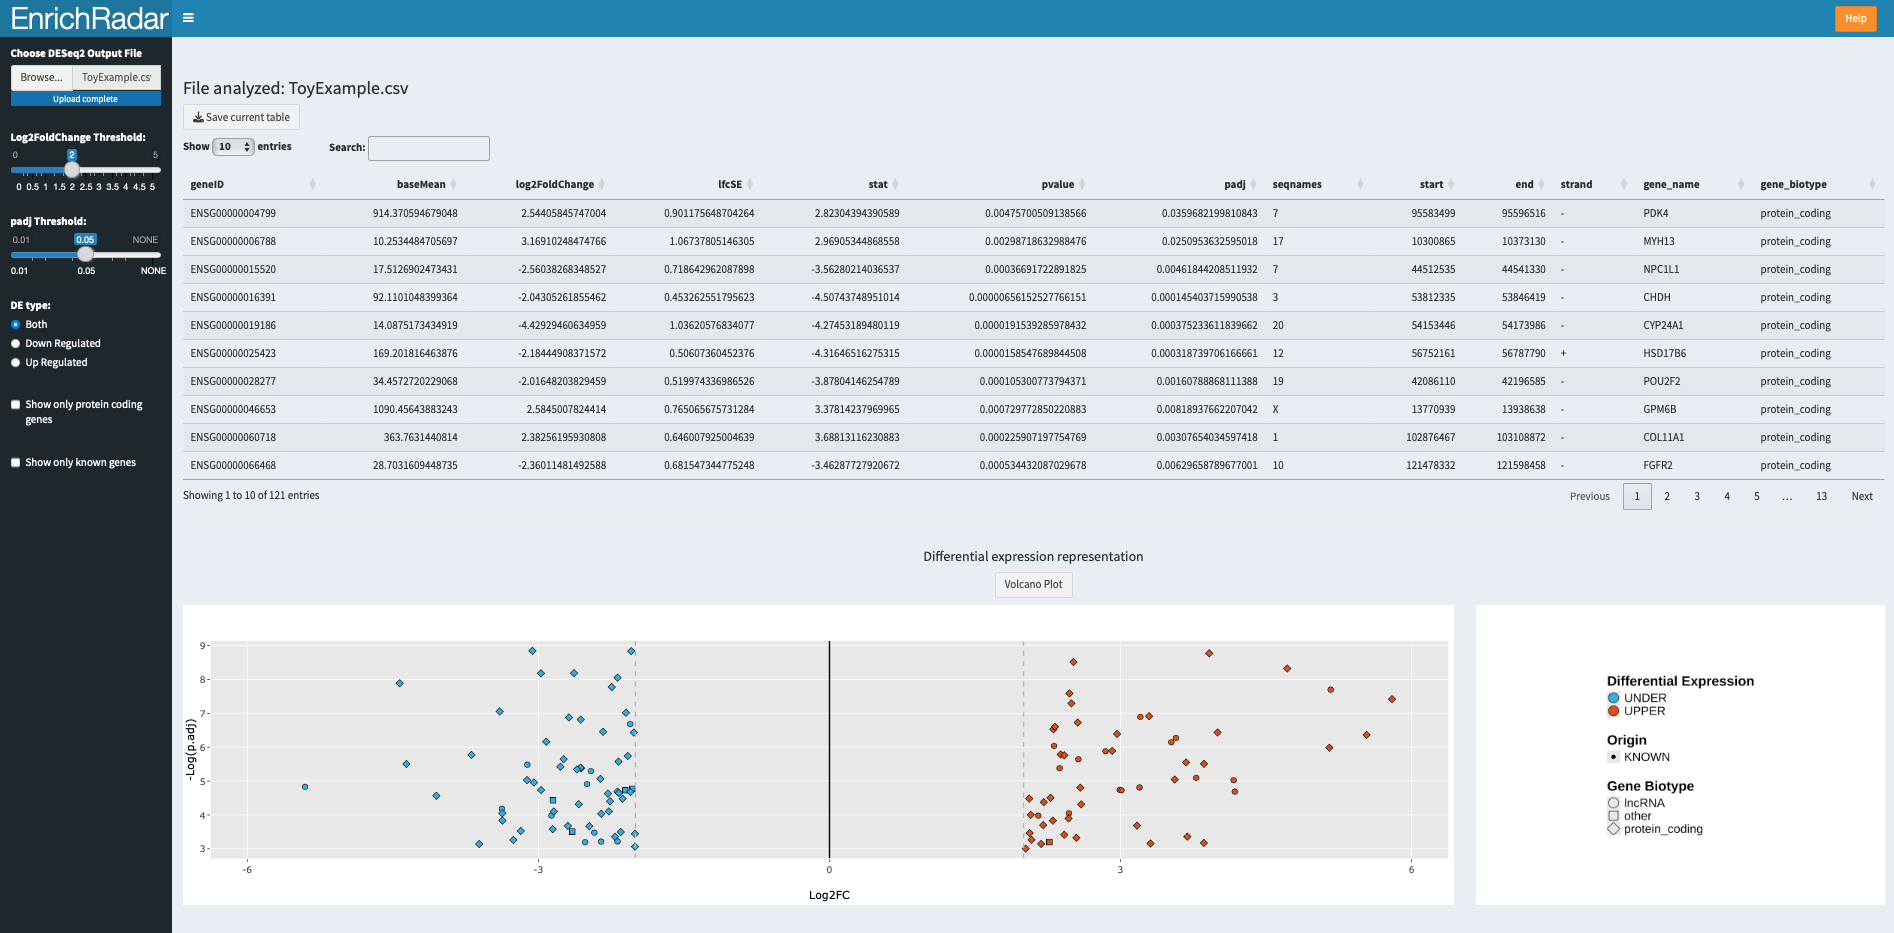 EnrichRadar
Help
Choose DESeq2 Output File
Browse... ToyExample.cs
Upload complete
Log2FoldChange Threshold:
0 2 5
0 0.5 1 1.5 2 2.5 3 3.5 4 4.5 5
padj Threshold:
0.01 0.05 NONE
0.01 0.05 NONE
DE type:
Both
Down Regulated
Up Regulated
Show only protein coding
genes
Show only known genes
File analyzed: ToyExample.csv
Save current table
Show 10 entries Search:
geneID baseMean log2FoldChange lfcSE stat pvalue padj seqnames start end strand gene_name gene_biotype
ENSG00000004799 914.370594679048 2.54405845747004 0.901175648704264 2.82304394390589 0.00475700509138566 0.0359682199810843 7 95583499 95596516 - PDK4 protein_coding
ENSG00000006788 10.2534484705697 3.16910248474766 1.06737805146305 2.96905344868558 0.00298718632988476 0.0250953632595018 17 10300865 10373130 - MYH13 protein_coding
ENSG00000015520 17.5126902473431 -2.56038268348527 0.718642962087898 -3.56280214036537 0.00036691722891825 0.00461844208511932 7 44512535 44541330 - NPC1L1 protein_coding
ENSG00000016391 92.1101048399364 -2.04305261855462 0.453262551795623 -4.50743748951014 0.00000656152527766151 0.000145403715990538 3 53812335 53846419 - CHDH protein_coding
ENSG00000019186 14.0875173434919 -4.42929460634959 1.03620576834077 -4.27453189480119 0.0000191539285978432 0.000375233611839662 20 54153446 54173986 - CYP24A1 protein_coding
ENSG00000025423 169.201816463876 -2.18444908371572 0.50607360452376 -4.31646516275315 0.0000158547689844508 0.000318739706166661 12 56752161 56787790 + HSD17B6 protein_coding
ENSG00000028277 34.4572720229068 -2.01648203829459 0.519974336986526 -3.87804146254789 0.000105300773794371 0.00160788868111388 19 42086110 42196585 - POU2F2 protein_coding
ENSG00000046653 1090.45643883243 2.5845007824414 0.765065675731284 3.37814237969965 0.000729772850220883 0.00818937662207042 X 13770939 13938638 - GPM6B protein_coding
ENSG00000060718 363.7631440814 2.38256195930808 0.646007925004639 3.68813116230883 0.000225907197754769 0.00307654034597418 1 102876467 103108872 - COL11A1 protein_coding
ENSG00000066468 28.7031609448735 -2.36011481492588 0.681547344775248 -3.46287727920672 0.000534432087029678 0.00629658789677001 10 121478332 121598458 - FGFR2 protein_coding
Showing 1 to 10 of 121 entries
Previous 1 2 3 4 5 … 13 Next
Differential expression representation
Volcano Plot
-Log(p.adj)
9
8
7
6
5
4
3
-6 -3 0 3 6
Log2FC
Differential Expression
UNDER
UPPER
Origin
KNOWN
Gene Biotype
lncRNA
other
protein_coding